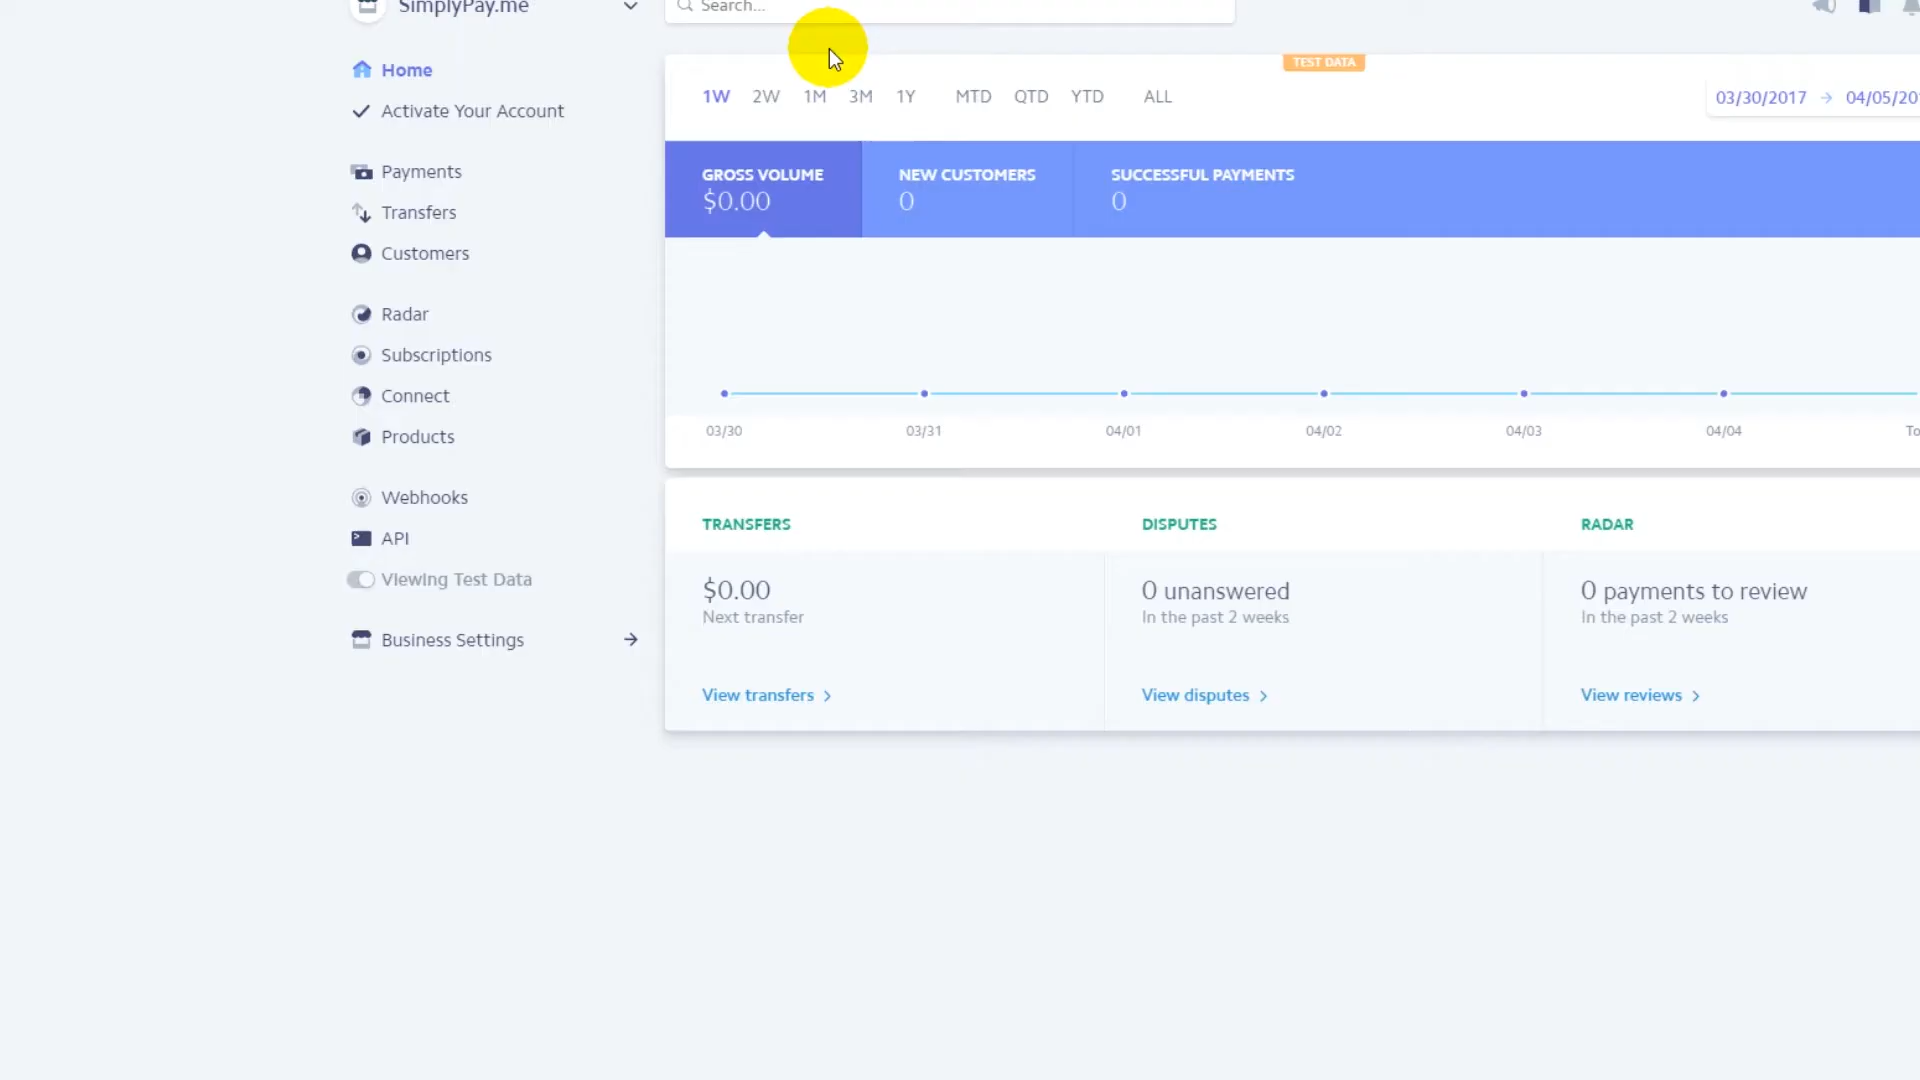 SimplyPay.me
Search...
Home
Activate Your Account
Payments
Transfers
Customers
Radar
Subscriptions
Connect
Products
Webhooks
API
Viewing Test Data
Business Settings
TEST DATA
1W 2W 1M 3M 1Y MTD QTD YTD ALL
03/30/2017 → 04/05/20
GROSS VOLUME NEW CUSTOMERS SUCCESSFUL PAYMENTS
$0.00 0 0
03/30 03/31 04/01 04/02 04/03 04/04 To
TRANSFERS DISPUTES RADAR
$0.00 0 unanswered 0 payments to review
Next transfer In the past 2 weeks In the past 2 weeks
View transfers View disputes View reviews